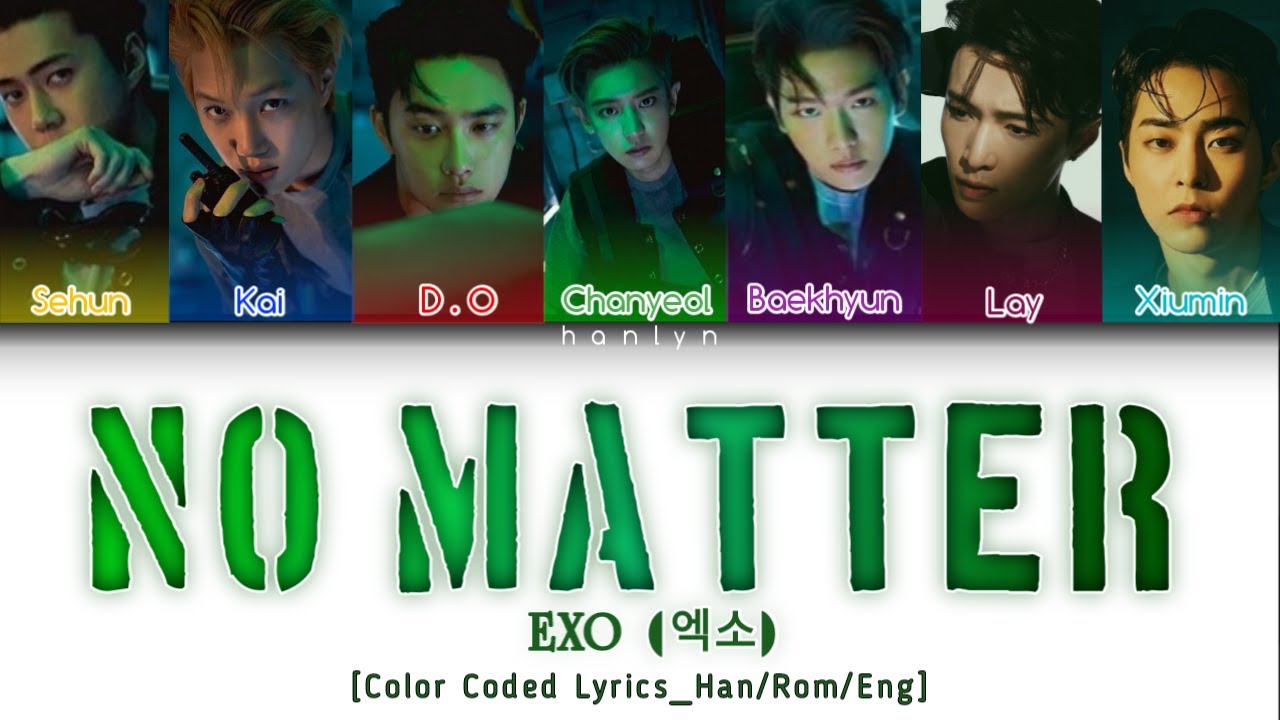 Sehun Kai D.O Chanyeol Baekhyun Lay Xiumin
hanlyn
NO MATTER
EXO (엑소)
[Color Coded Lyrics_Han/Rom/Eng]